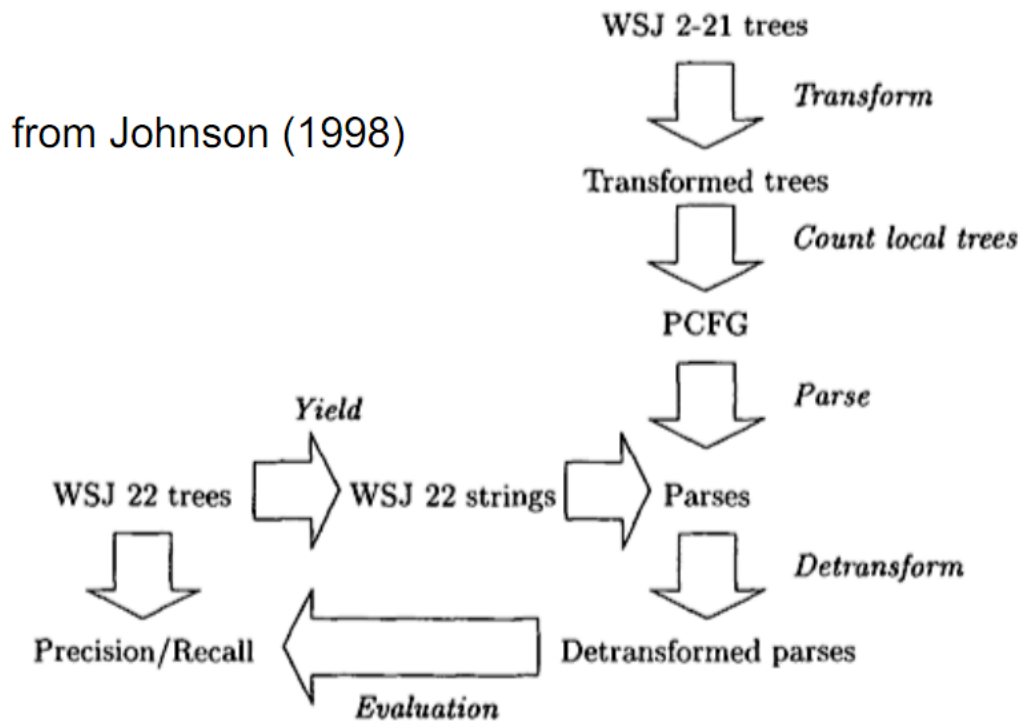 WSJ 2-21 trees
Transform
from Johnson (1998)
Transformed trees
Count local trees
PCFG
Parse
Yield
WSJ 22 trees
WSJ 22 strings
Parses
Detransform
Precision/Recall
Detransformed parses
Evaluation